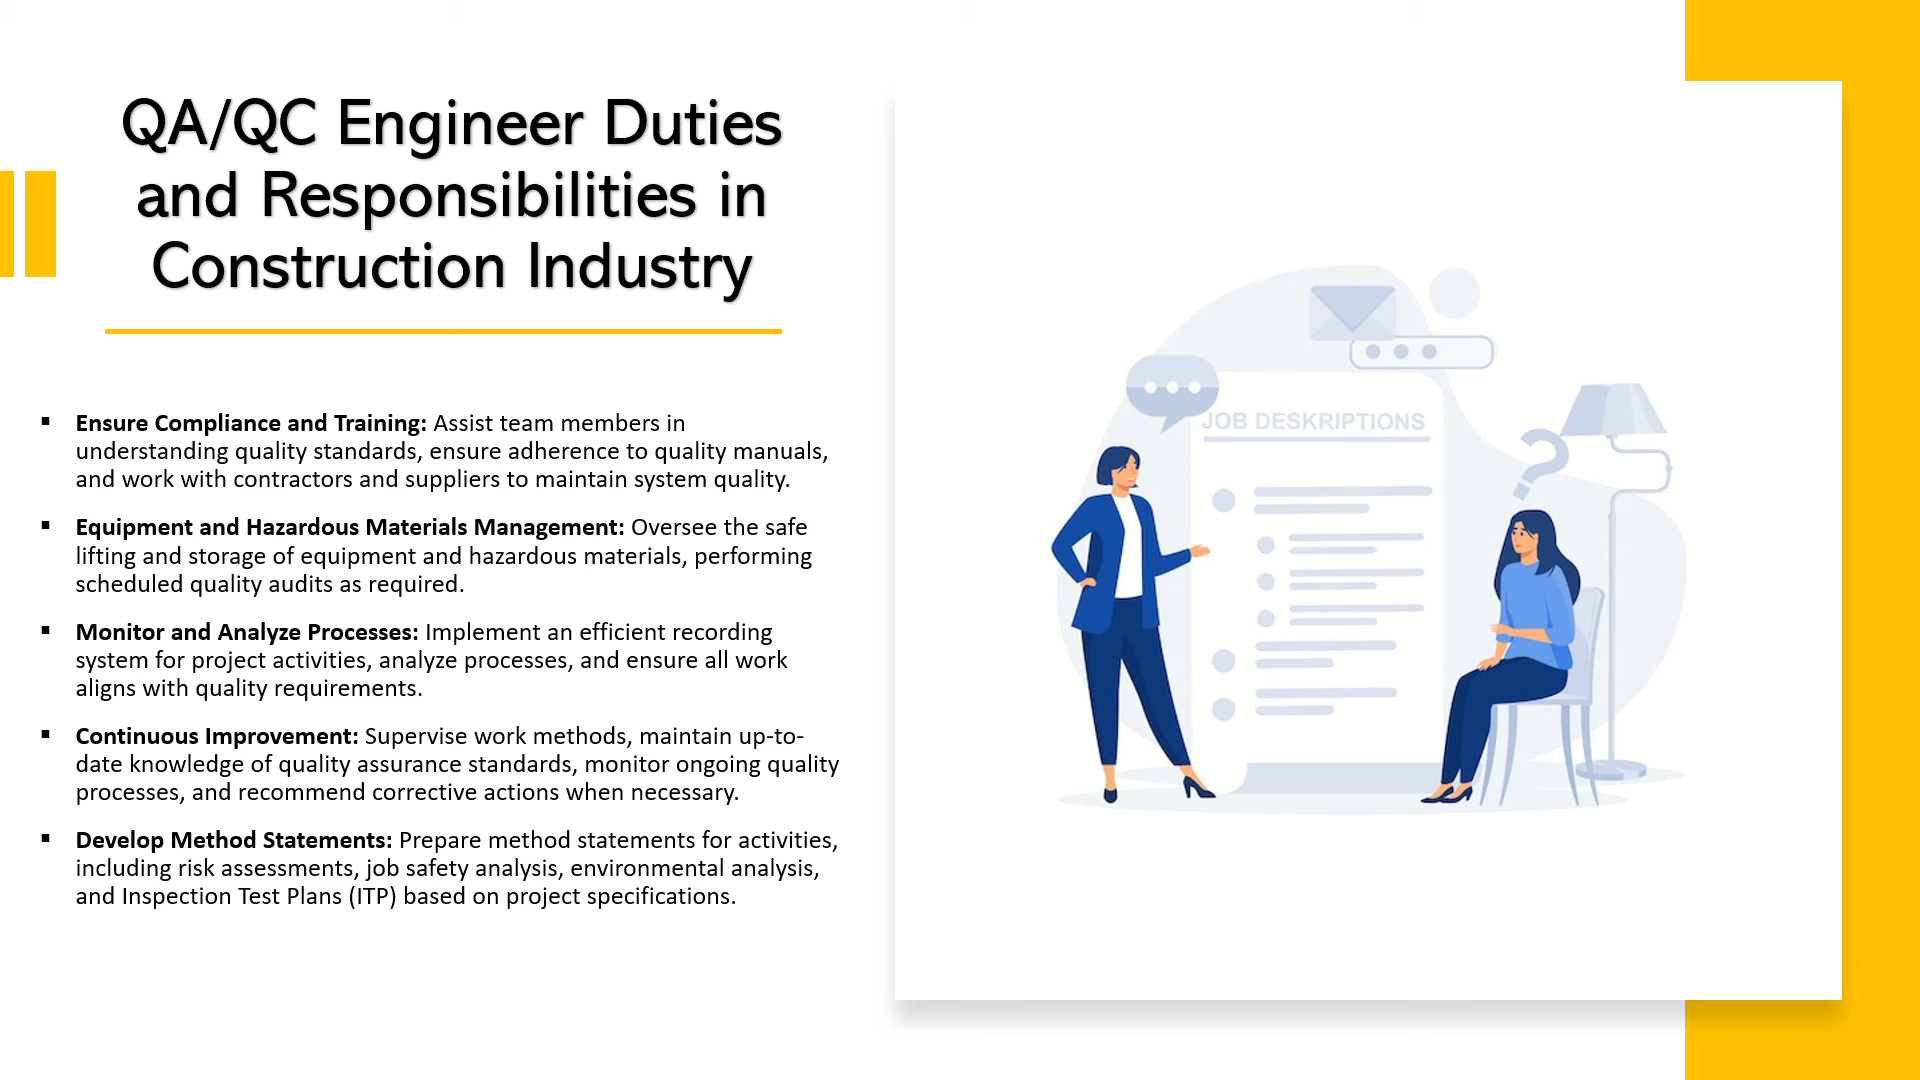 QA/QC Engineer Duties
and Responsibilities in
Construction Industry
▪ Ensure Compliance and Training: Assist team members in
understanding quality standards, ensure adherence to quality manuals,
and work with contractors and suppliers to maintain system quality.
▪ Equipment and Hazardous Materials Management: Oversee the safe
lifting and storage of equipment and hazardous materials, performing
scheduled quality audits as required.
▪ Monitor and Analyze Processes: Implement an efficient recording
system for project activities, analyze processes, and ensure all work
aligns with quality requirements.
▪ Continuous Improvement: Supervise work methods, maintain up-to-
date knowledge of quality assurance standards, monitor ongoing quality
processes, and recommend corrective actions when necessary.
▪ Develop Method Statements: Prepare method statements for activities,
including risk assessments, job safety analysis, environmental analysis,
and Inspection Test Plans (ITP) based on project specifications.
JOB DESKRIPTIONS
?